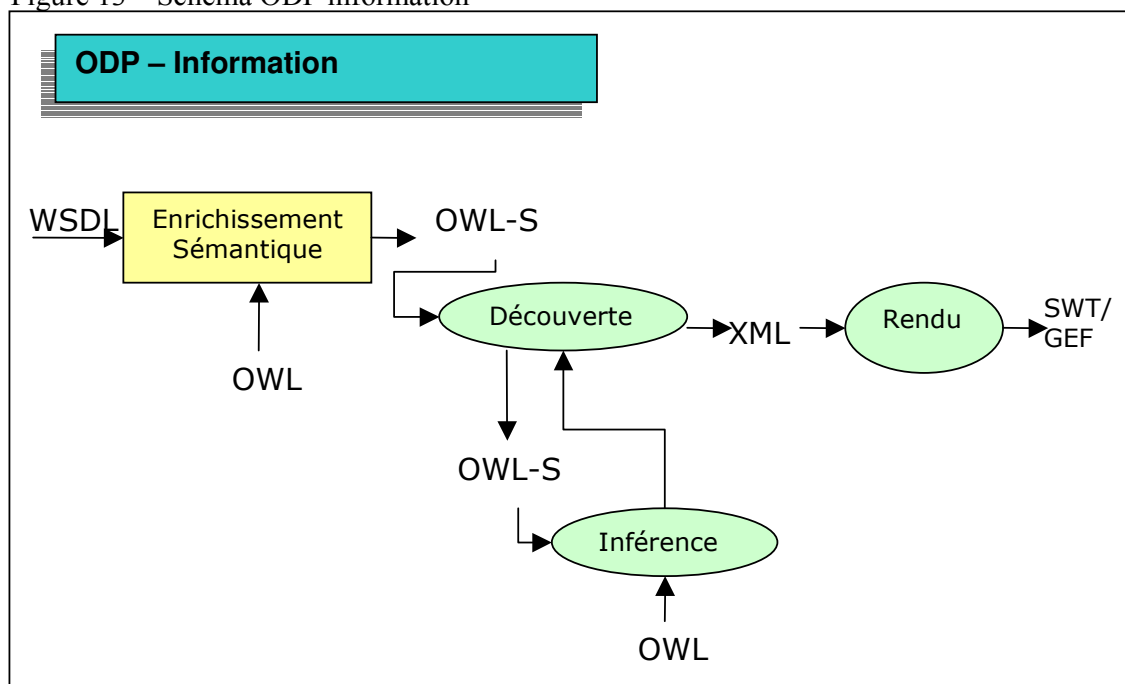 Figure 13 – Schéma ODP information
ODP – Information
WSDL
Enrichissement
Sémantique
OWL-S
OWL
Découverte
XML
Rendu
SWT/
GEF
OWL-S
Inférence
OWL